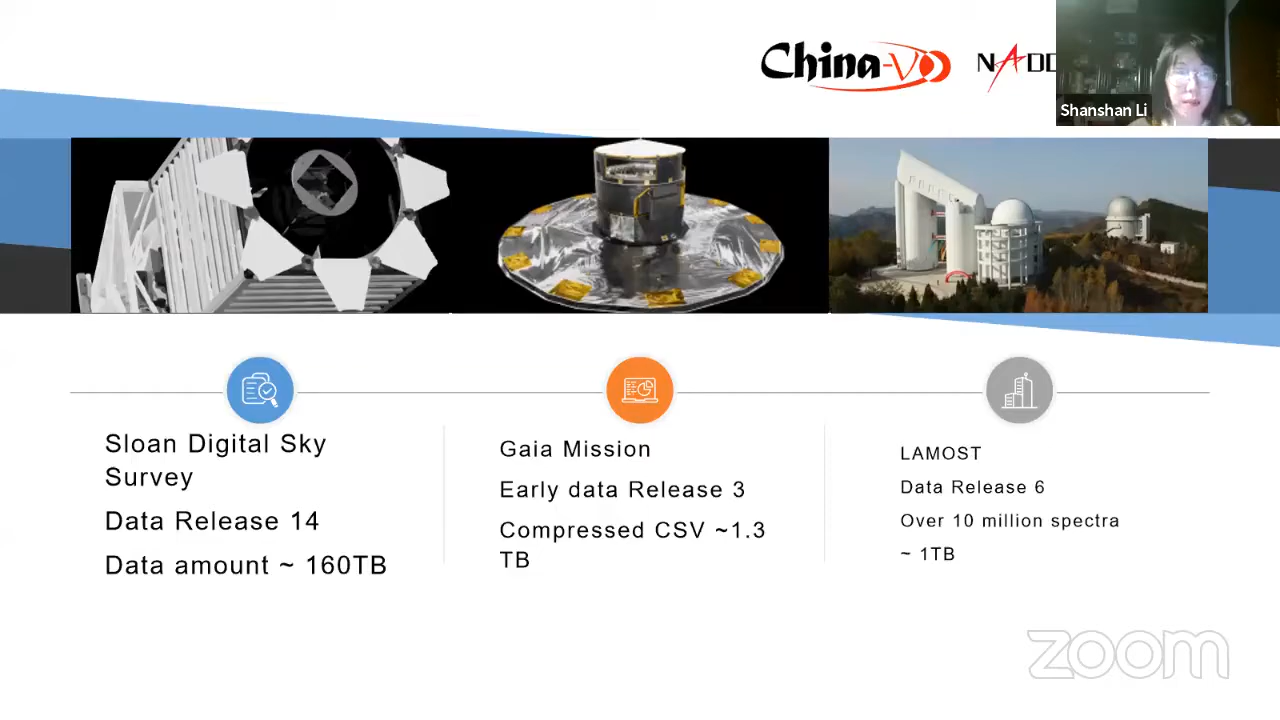 China-VO
Shanshan Li
Sloan Digital Sky
Survey
Data Release 14
Data amount ~ 160TB
Gaia Mission
Early data Release 3
Compressed CSV ~1.3
TB
LAMOST
Data Release 6
Over 10 million spectra
~ 1TB
zoom